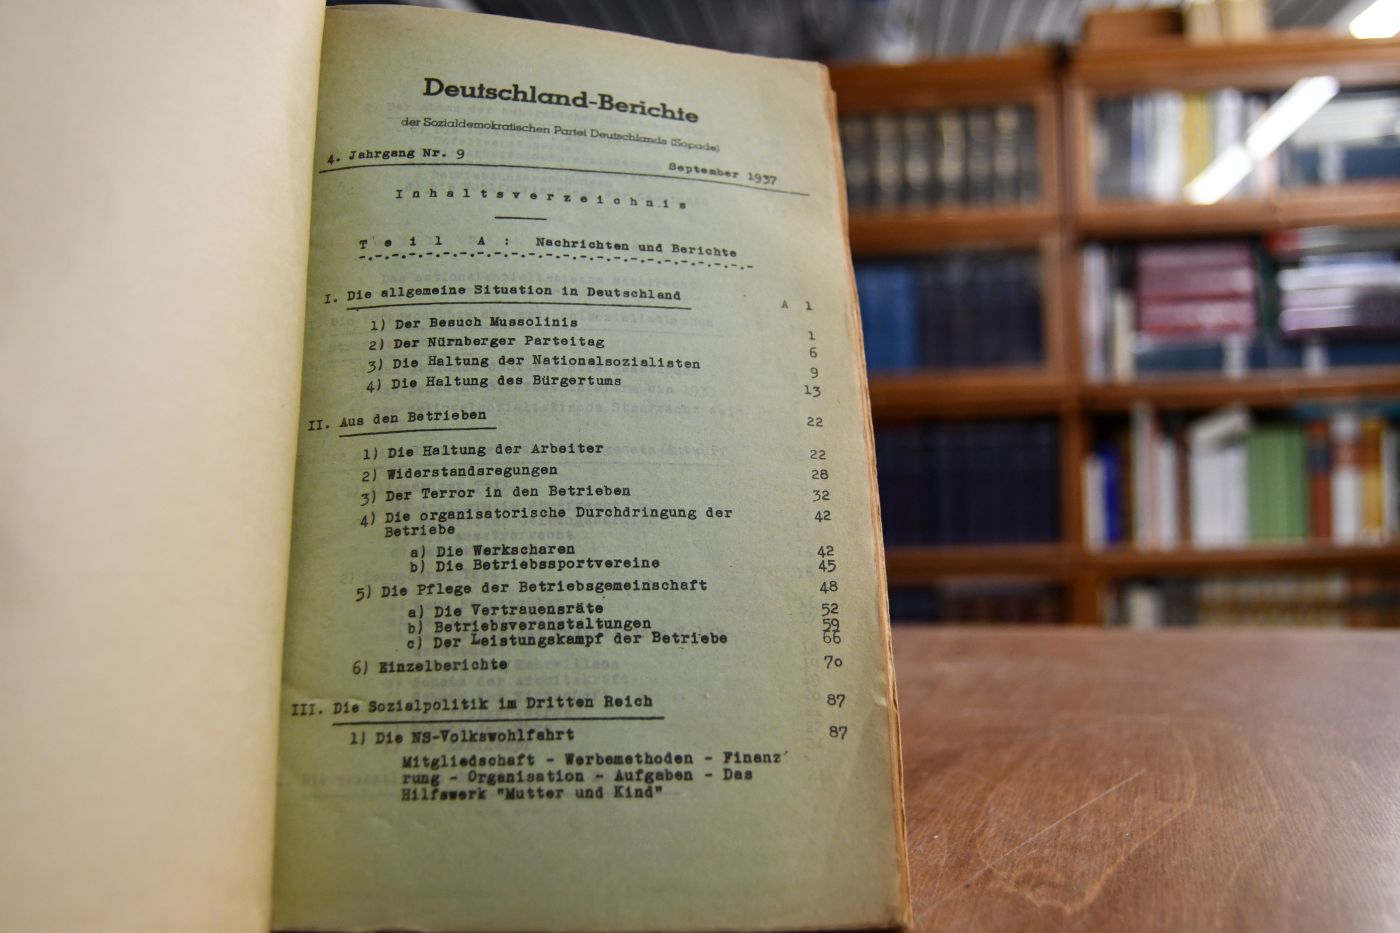 Deutschland-Berichte
der Sozialdemokratischen Partei Deutschlands (Sopade)
4. Jahrgang Nr. 9 September 1937
Inhaltsverzeichnis
Teil A: Nachrichten und Berichte
I. Die allgemeine Situation in Deutschland A 1
1) Der Besuch Mussolinis 1
2) Der Nürnberger Parteitag 6
3) Die Haltung der Nationalsozialisten 9
4) Die Haltung des Bürgertums 13
II. Aus den Betrieben 22
1) Die Haltung der Arbeiter 22
2) Widerstandsregungen 28
3) Der Terror in den Betrieben 32
4) Die organisatorische Durchdringung der 42
Betriebe
a) Die Werkscharen 42
b) Die Betriebssportvereine 45
5) Die Pflege der Betriebsgemeinschaft 48
a) Die Vertrauensräte 52
b) Betriebsveranstaltungen 59
c) Der Leistungskampf der Betriebe 66
6) Einzelberichte 70
III. Die Sozialpolitik im Dritten Reich 87
1) Die NS-Volkswohlfahrt 87
Mitgliedschaft - Werbemethoden - Finanz
rung - Organisation - Aufgaben - Das
Hilfswerk "Mutter und Kind"